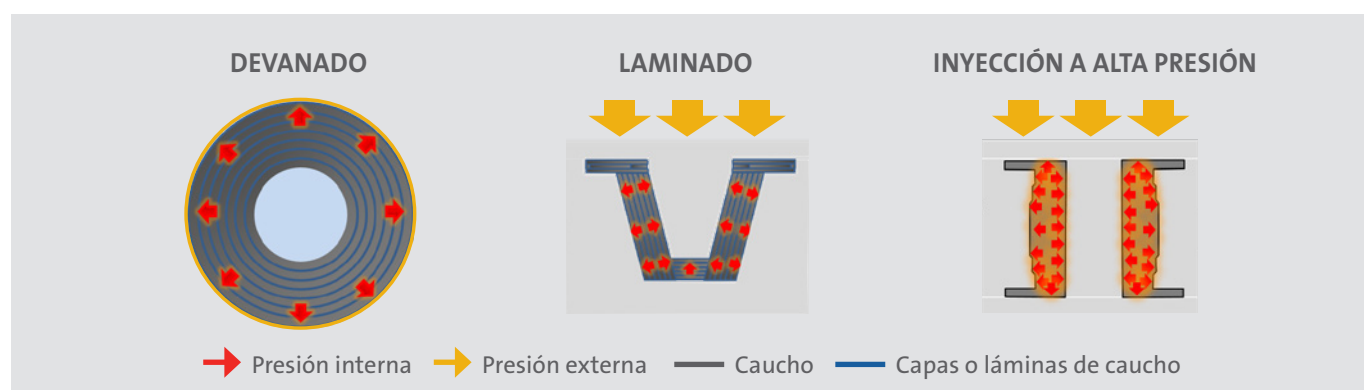 DEVANADO
LAMINADO
INYECCIÓN A ALTA PRESIÓN
Presión interna
Presión externa
Caucho
Capas o láminas de caucho